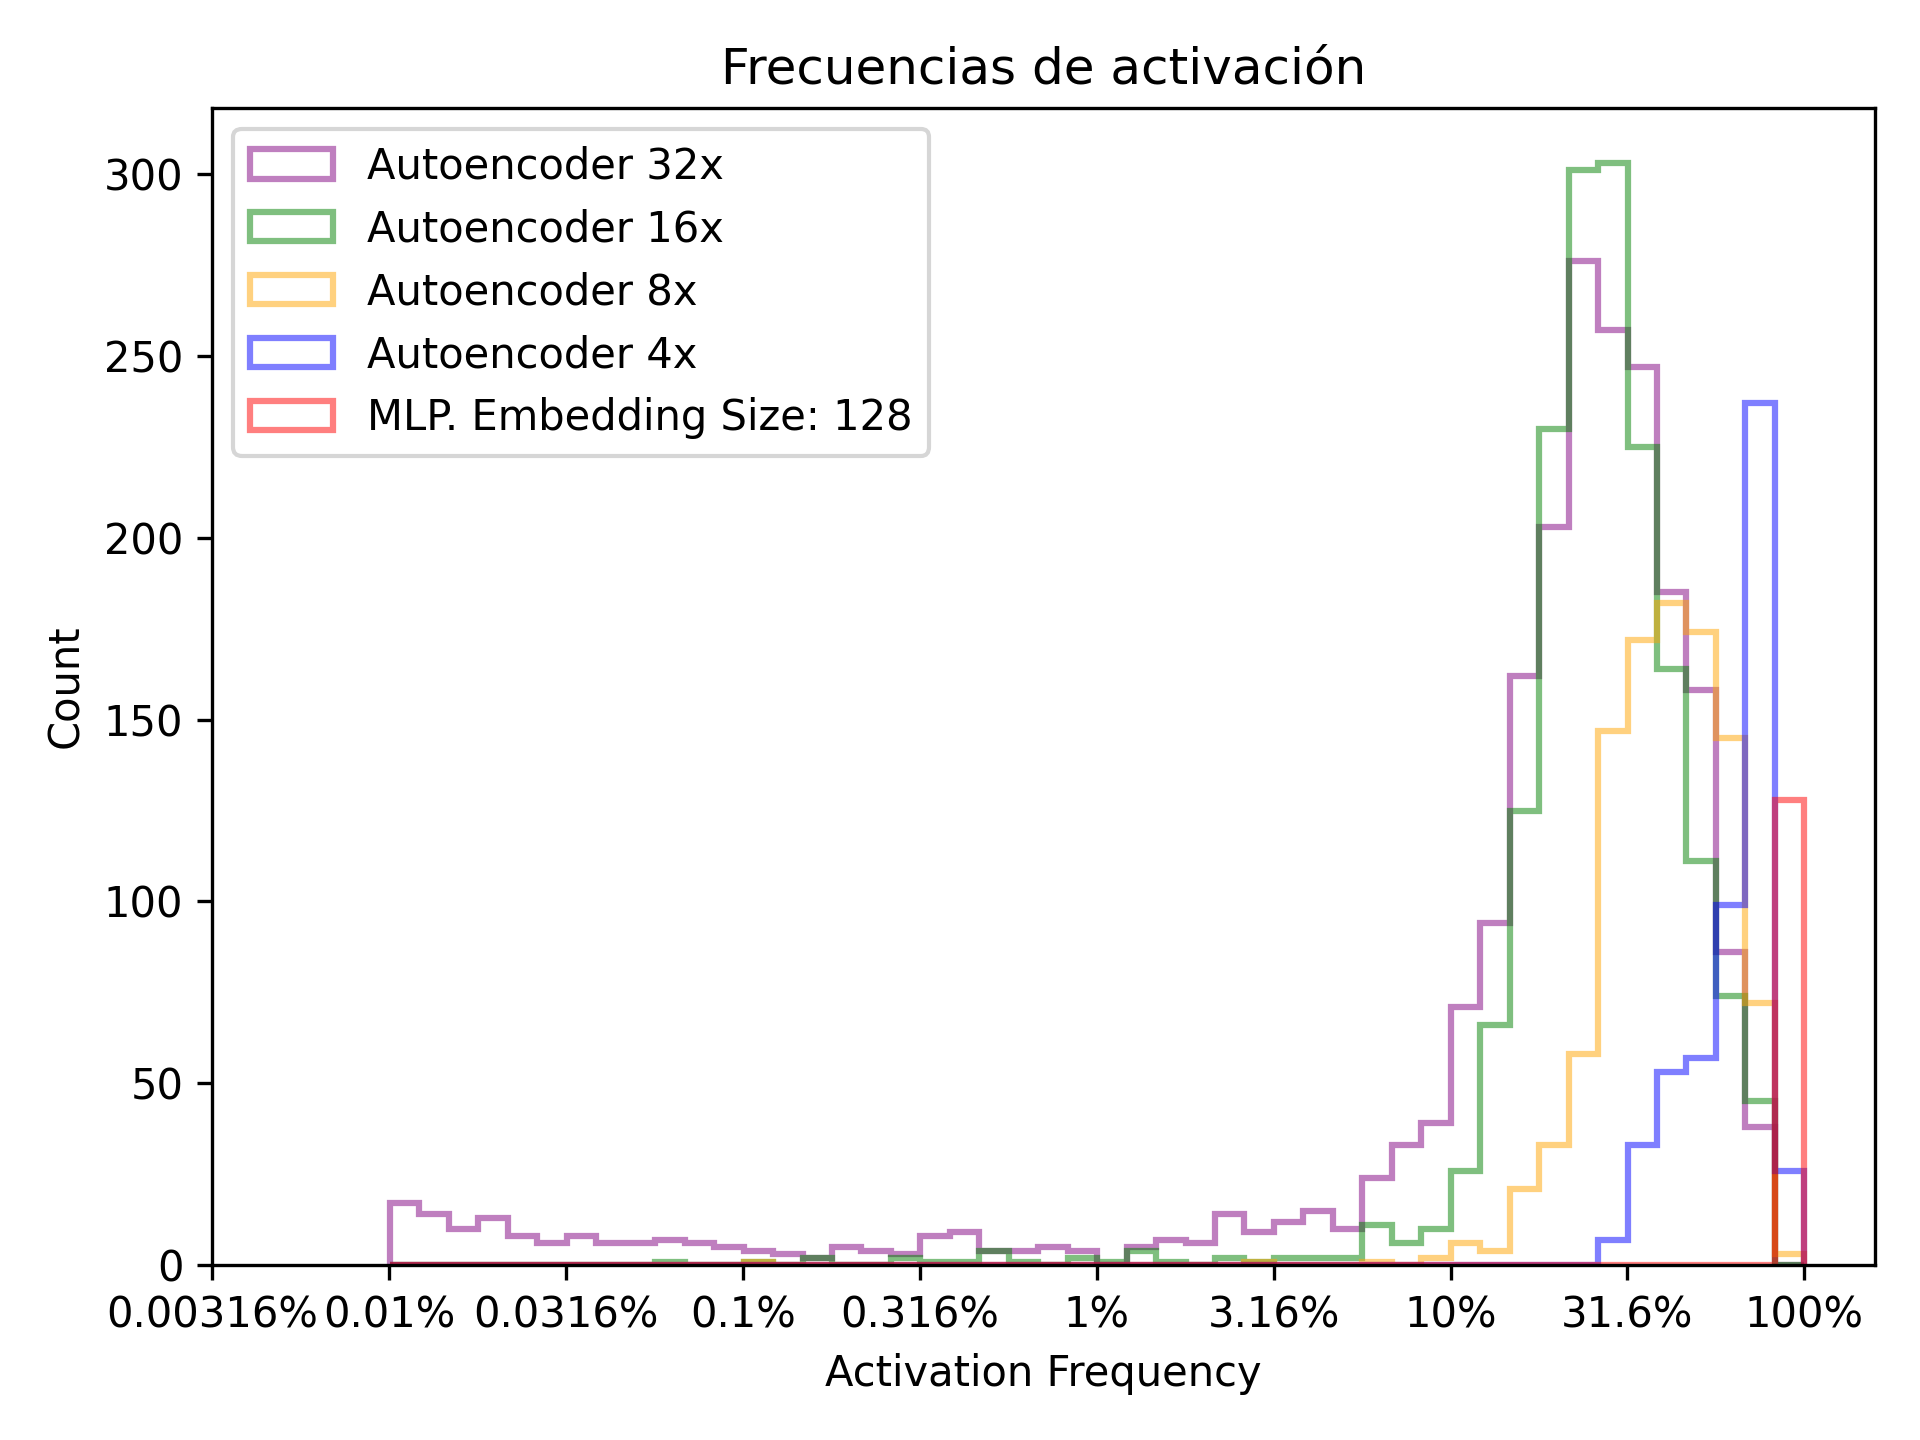 Frecuencias de activación
Autoencoder 32x
Autoencoder 16x
Autoencoder 8x
Autoencoder 4x
MLP. Embedding Size: 128
300
250
200
150
100
50
0
Count
0.00316% 0.01% 0.0316% 0.1% 0.316% 1% 3.16% 10% 31.6% 100%
Activation Frequency